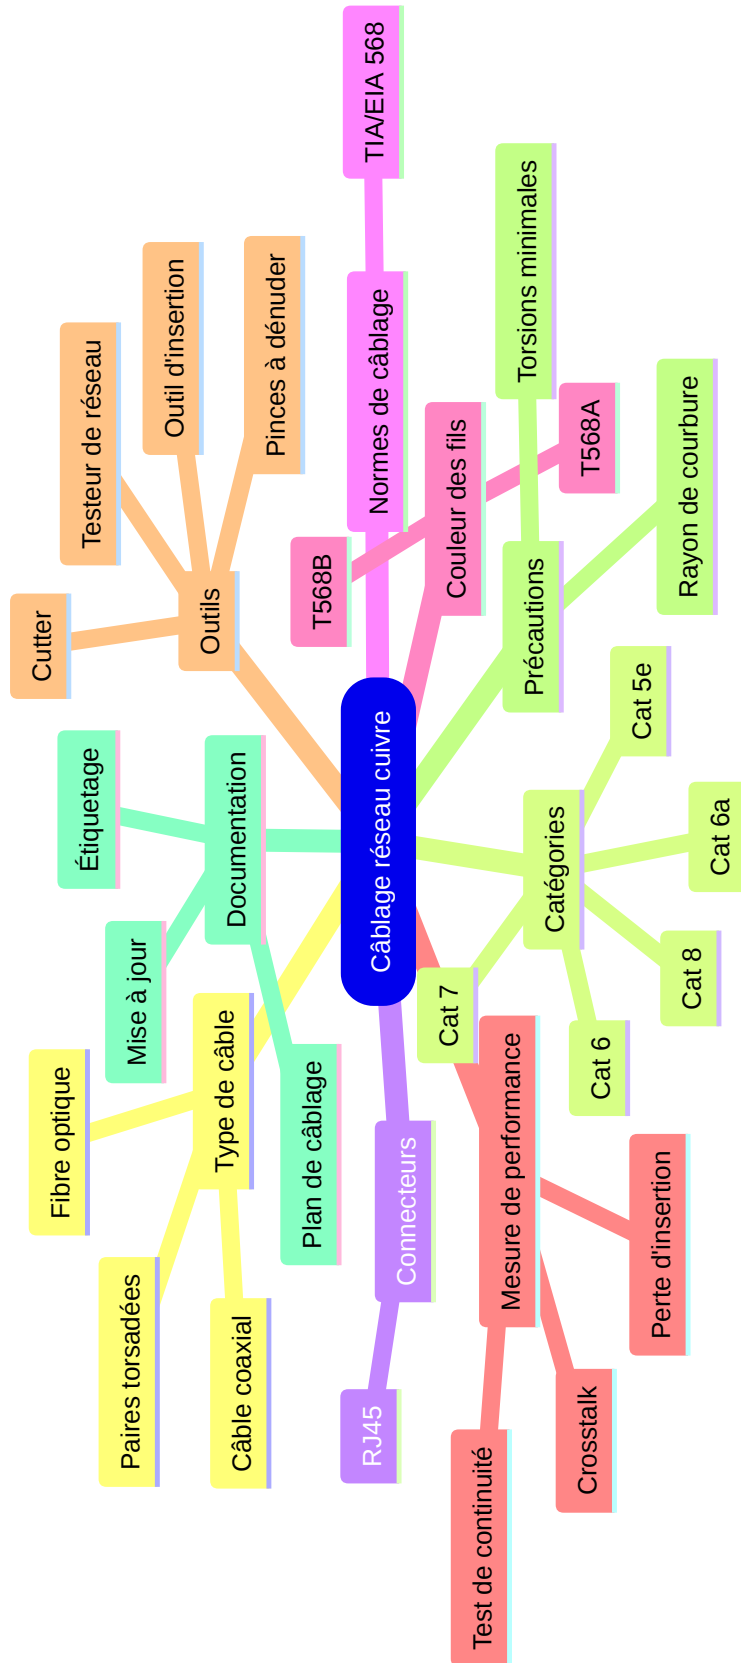 Câblage réseau cuivre
Type de câble
Paires torsadées
Câble coaxial
Fibre optique
Documentation
Plan de câblage
Mise à jour
Étiquetage
Outils
Cutter
Testeur de réseau
Outil d'insertion
Pinces à dénuder
Normes de câblage
TIA/EIA 568
Couleur des fils
T568B
T568A
Précautions
Torsions minimales
Rayon de courbure
Catégories
Cat 5e
Cat 6a
Cat 8
Cat 6
Cat 7
Mesure de performance
Perte d'insertion
Crosstalk
Test de continuité
Connecteurs
RJ45